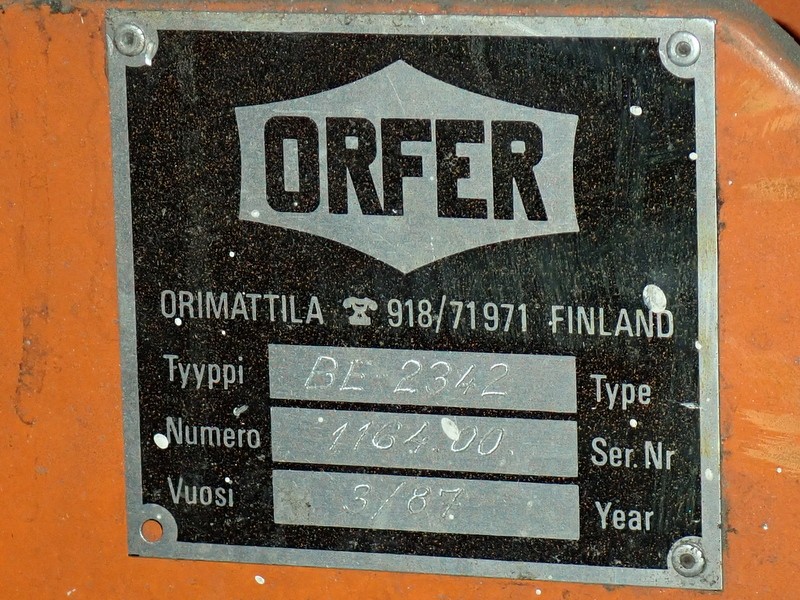 ORFER
ORIMATTILA ☎ 918/71971 FINLAND
Tyyppi BE-2342 Type
Numero 1164.00. Ser. Nr
Vuosi 3/87 Year